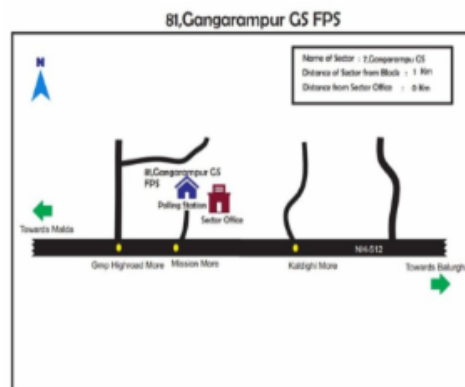 81,Gangarampur GS FPS
N
Name of Sector : 7,Gangarampu GS
Distance of Sector from Block : 1 Km
Distance from Sector Office : 0 Km
81,Gangarampur GS
FPS
Polling Station
Sector Office
Towards Malda
NH-512
Gmp Highroad More
Mission More
Kaldighi More
Towards Balurgh